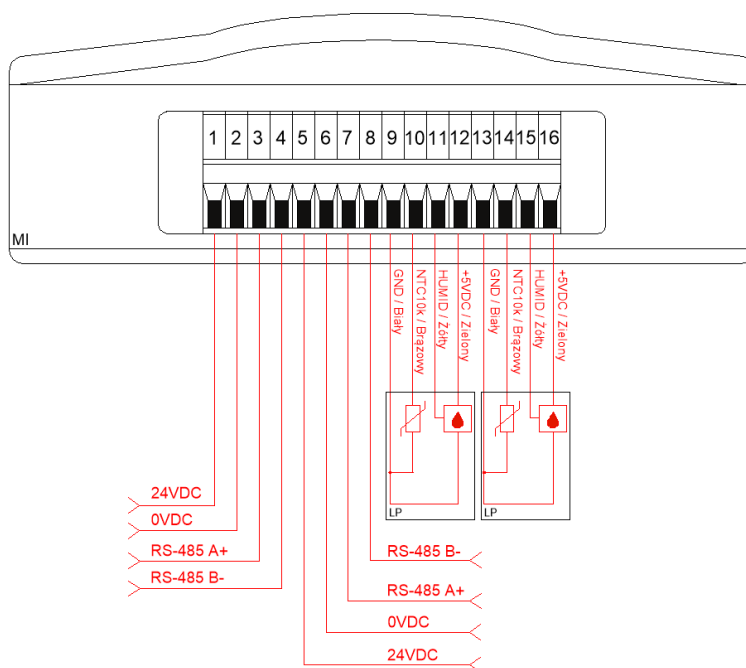 1 2 3 4 5 6 7 8 9 10 11 12 13 14 15 16
MI
GND / Biały
NTC10k / Brązowy
HUMID / Żółty
+5VDC / Zielony
GND / Biały
NTC10k / Brązowy
HUMID / Żółty
+5VDC / Zielony
LP
LP
24VDC
0VDC
RS-485 A+
RS-485 B-
RS-485 B-
RS-485 A+
0VDC
24VDC